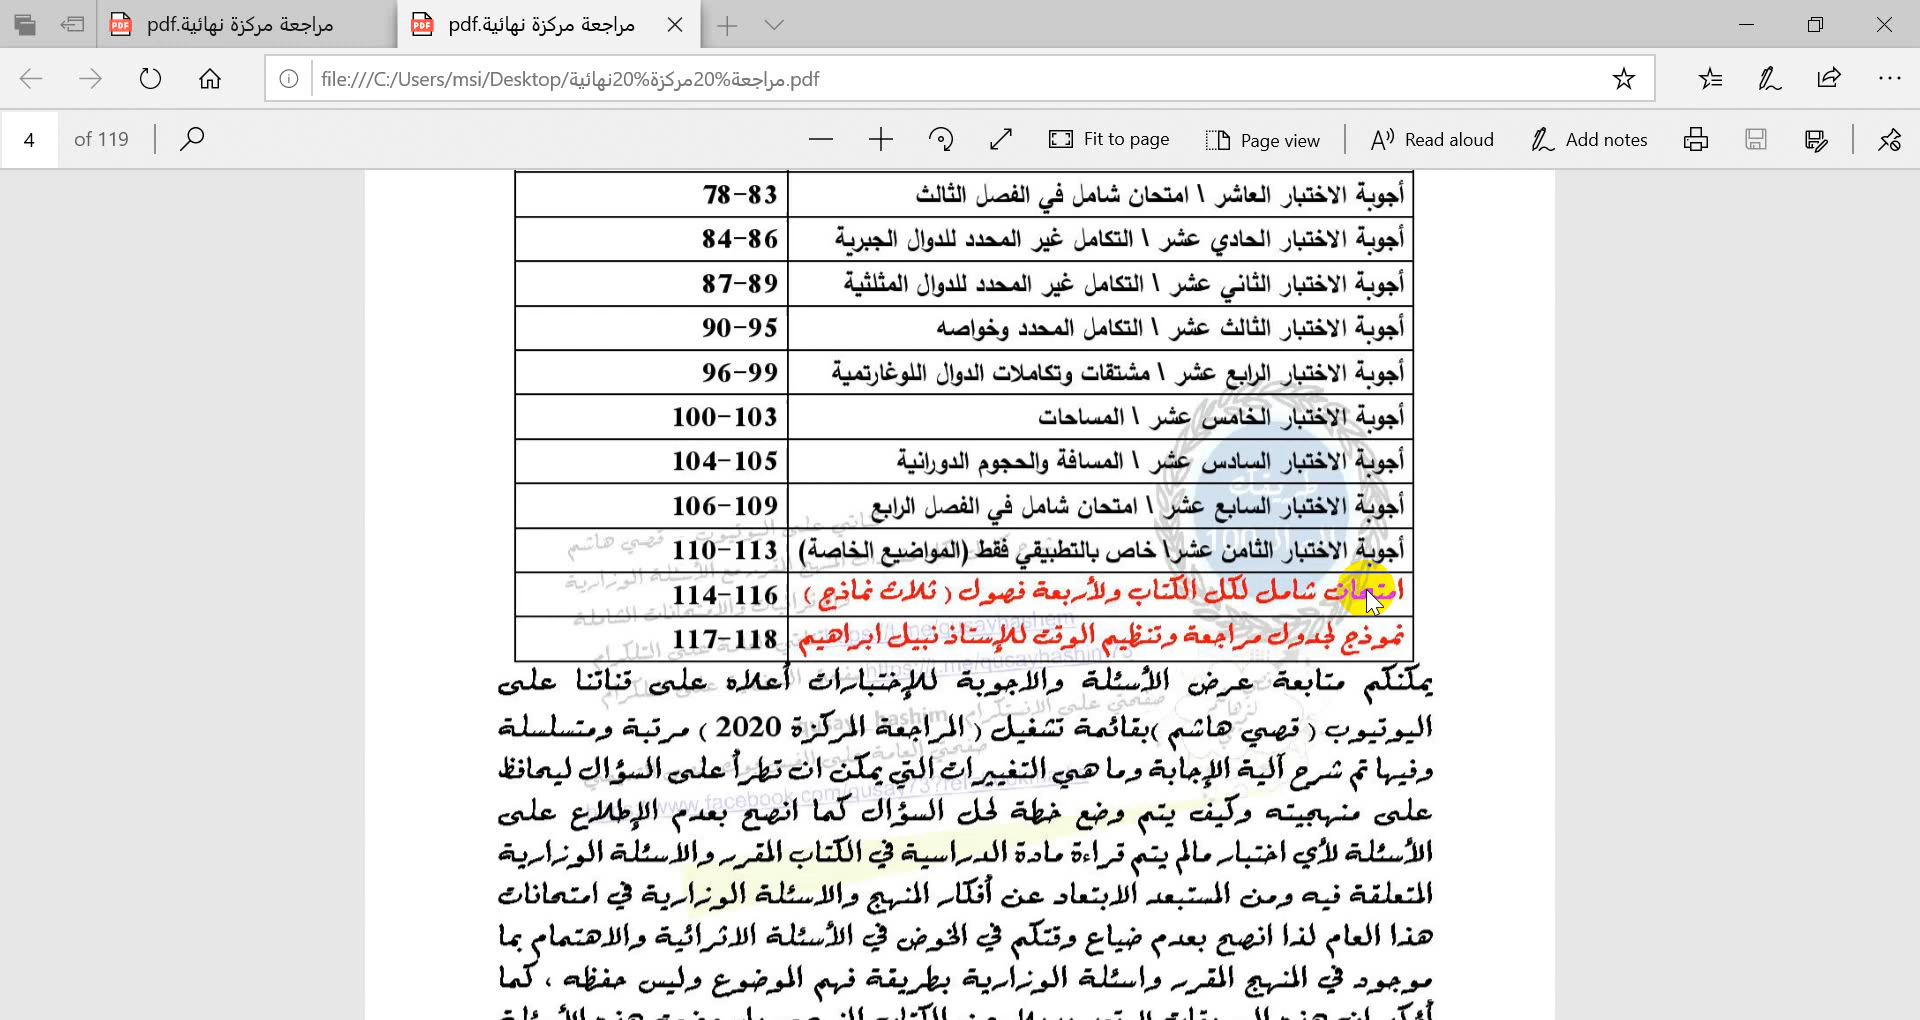 مراجعة مركزة نهائية.pdf
مراجعة مركزة نهائية.pdf
file:///C:/Users/msi/Desktop/مراجعة%20مركزة%20نهائية.pdf
4 of 119
Fit to page
Page view
Read aloud
Add notes
أجوبة الاختبار العاشر \ امتحان شامل في الفصل الثالث 78-83
أجوبة الاختبار الحادي عشر \ التكامل غير المحدد للدوال الجبرية 84-86
أجوبة الاختبار الثاني عشر \ التكامل غير المحدد للدوال المثلثية 87-89
أجوبة الاختبار الثالث عشر \ التكامل المحدد وخواصه 90-95
أجوبة الاختبار الرابع عشر \ مشتقات وتكاملات الدوال اللوغارتمية 96-99
أجوبة الاختبار الخامس عشر \ المساحات 100-103
أجوبة الاختبار السادس عشر \ المسافة والحجوم الدورانية 104-105
أجوبة الاختبار السابع عشر \ امتحان شامل في الفصل الرابع 106-109
أجوبة الاختبار الثامن عشر\ خاص بالتطبيقي فقط (المواضيع الخاصة) 110-113
امتحان شامل لكل الكتاب ولأربعة فصول ( ثلاث نماذج ) 114-116
نموذج لجدول مراجعة وتنظيم الوقت للإستاذ نبيل ابراهيم 117-118
يمكنكم متابعة عرض الأسئلة والاجوبة للإختبارات أعلاه على قناتنا على
اليوتيوب ( قصي هاشم )بقائمة تشغيل ( المراجعة المركزة 2020 ) مرتبة ومتسلسلة
وفيها تم شرح آلية الإجابة وما هي التغييرات التي يمكن ان تطرأ على السؤال ليحافظ
على منهجيته وكيف يتم وضع خطة لحل السؤال كما انصح بعدم الإطلاع على
الأسئلة لأي اختبار مالم يتم قراءة مادة الدراسية في الكتاب المقرر والاسئلة الوزارية
المتعلقة فيه ومن المستبعد الابتعاد عن أفكار المنهج والاسئلة الوزارية في امتحانات
هذا العام لذا انصح بعدم ضياع وقتكم في الخوض في الأسئلة الاثرائية والاهتمام بما
موجود في المنهج المقرر واسئلة الوزارية بطريقة فهم الموضوع وليس حفظه ، كما